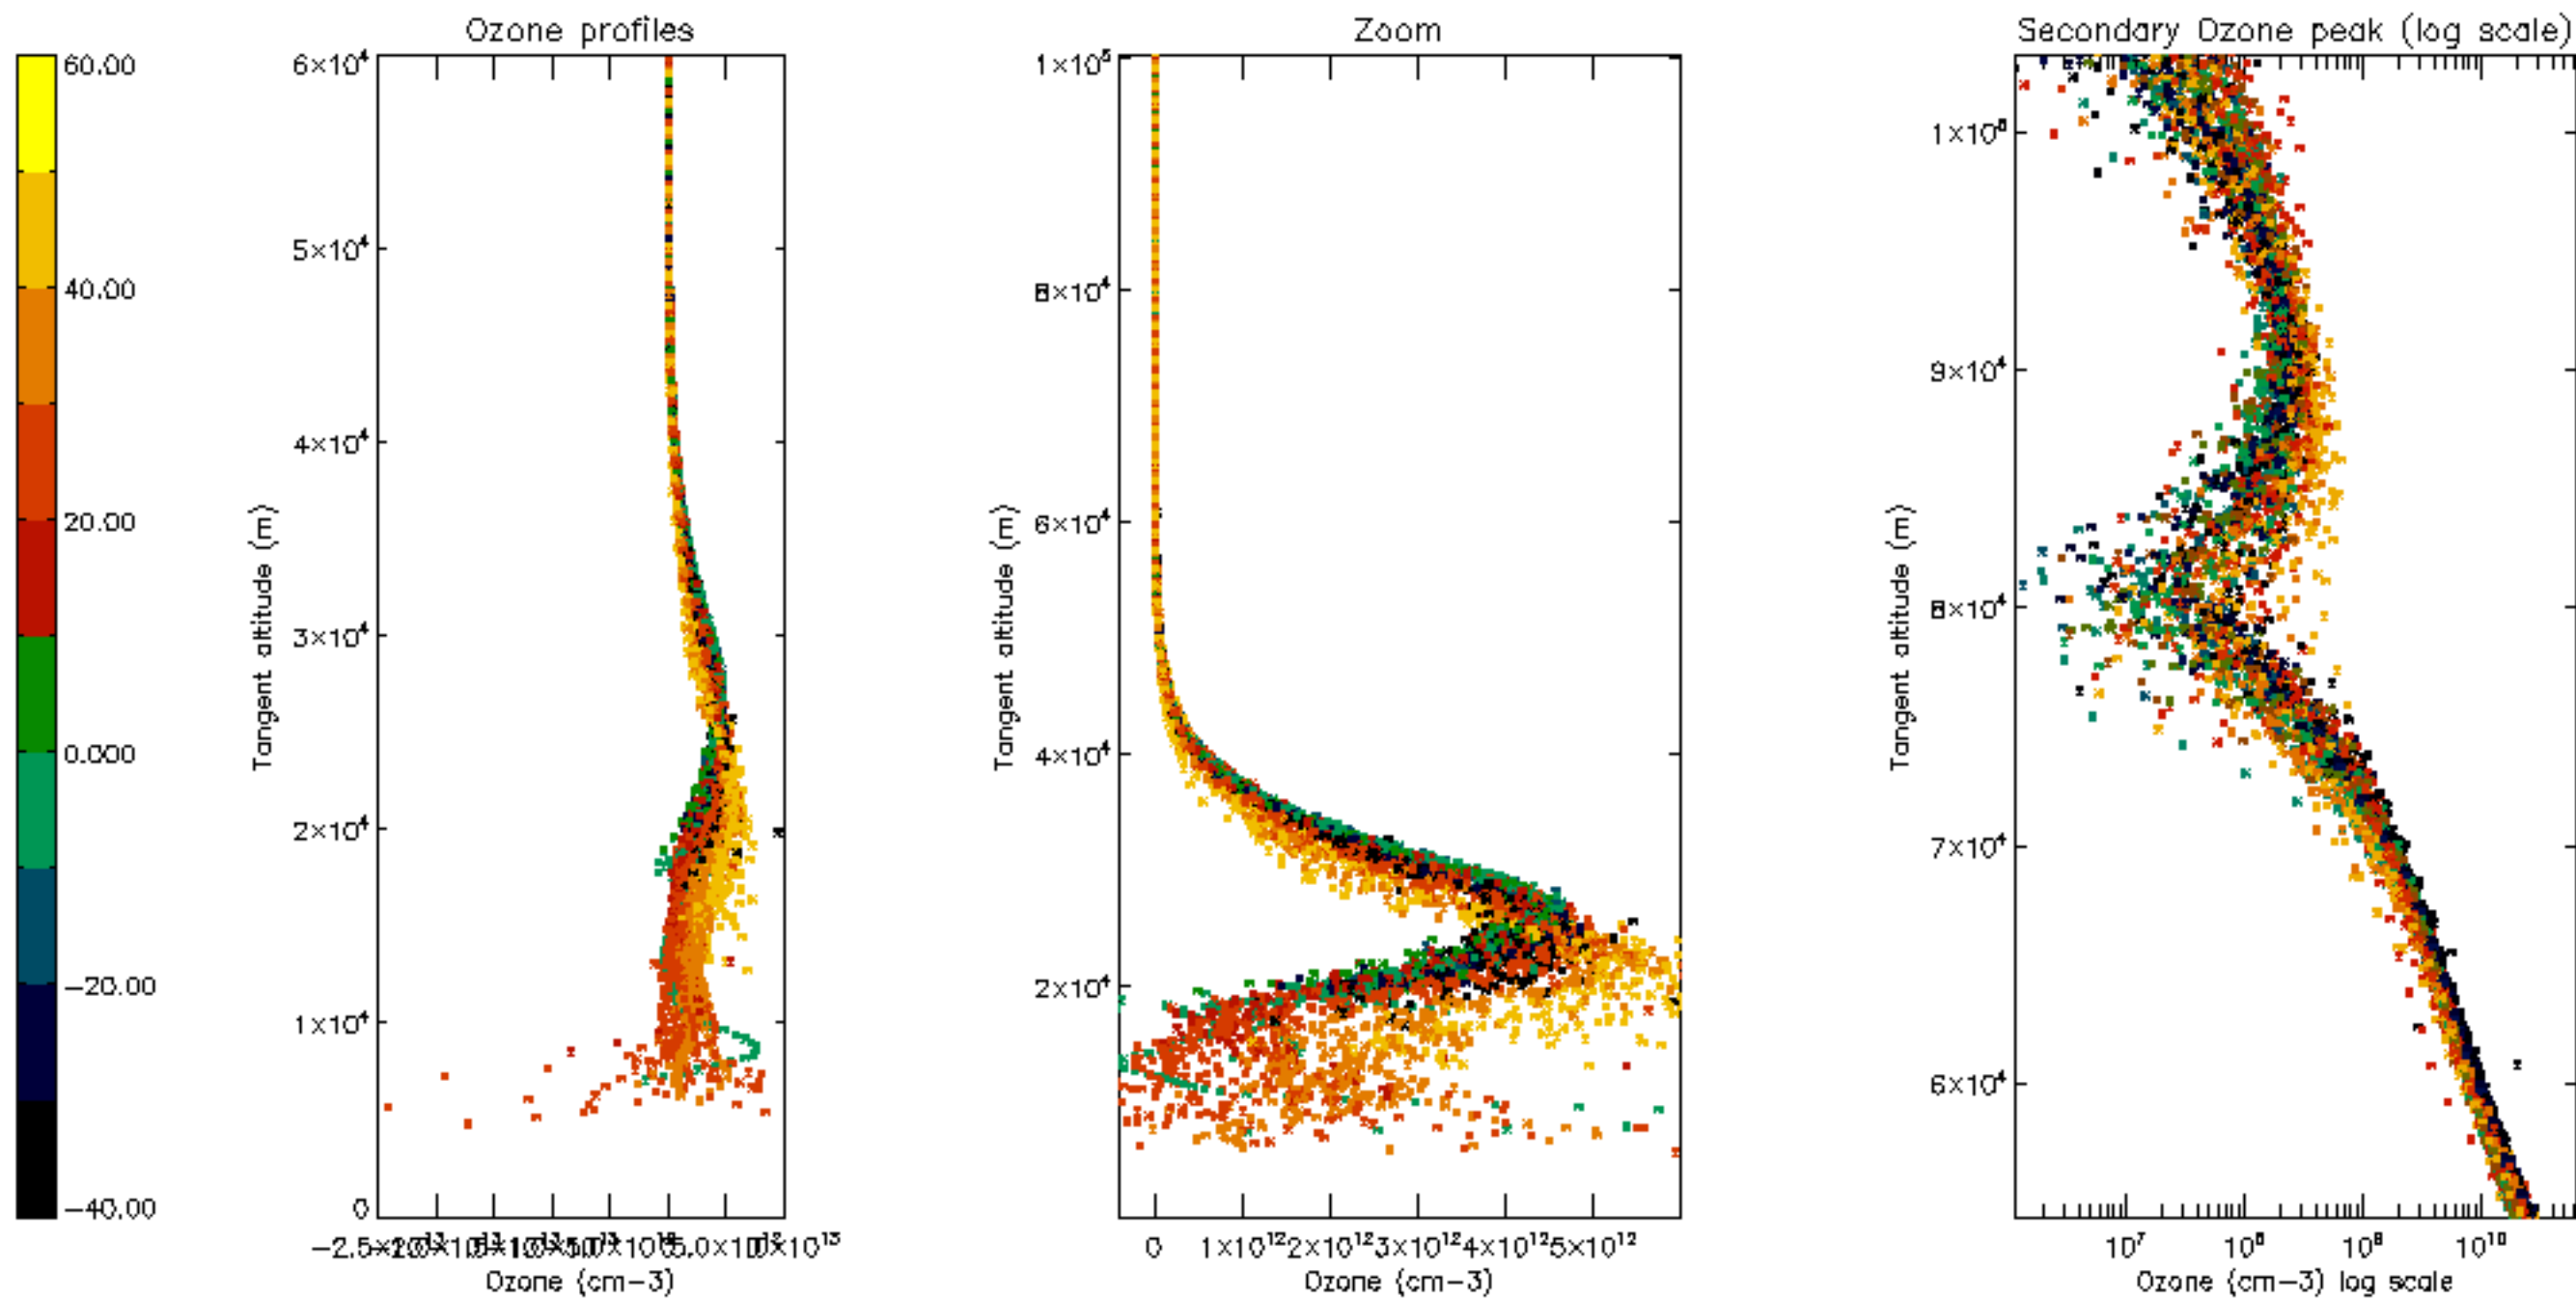 Ozone profiles
Zoom
Secondary Ozone peak (log scale)
60.00
40.00
20.00
0.000
−20.00
−40.00
6×10⁴
5×10⁴
4×10⁴
3×10⁴
2×10⁴
1×10⁴
0
Tangent altitude (m)
Ozone (cm−3)
1×10⁵
8×10⁴
6×10⁴
4×10⁴
2×10⁴
Tangent altitude (m)
0 1×10¹² 2×10¹² 3×10¹² 4×10¹² 5×10¹²
Ozone (cm−3)
9×10⁴
8×10⁴
7×10⁴
6×10⁴
Tangent altitude (m)
10⁷ 10⁸ 10⁹ 10¹⁰
Ozone (cm−3) log scale